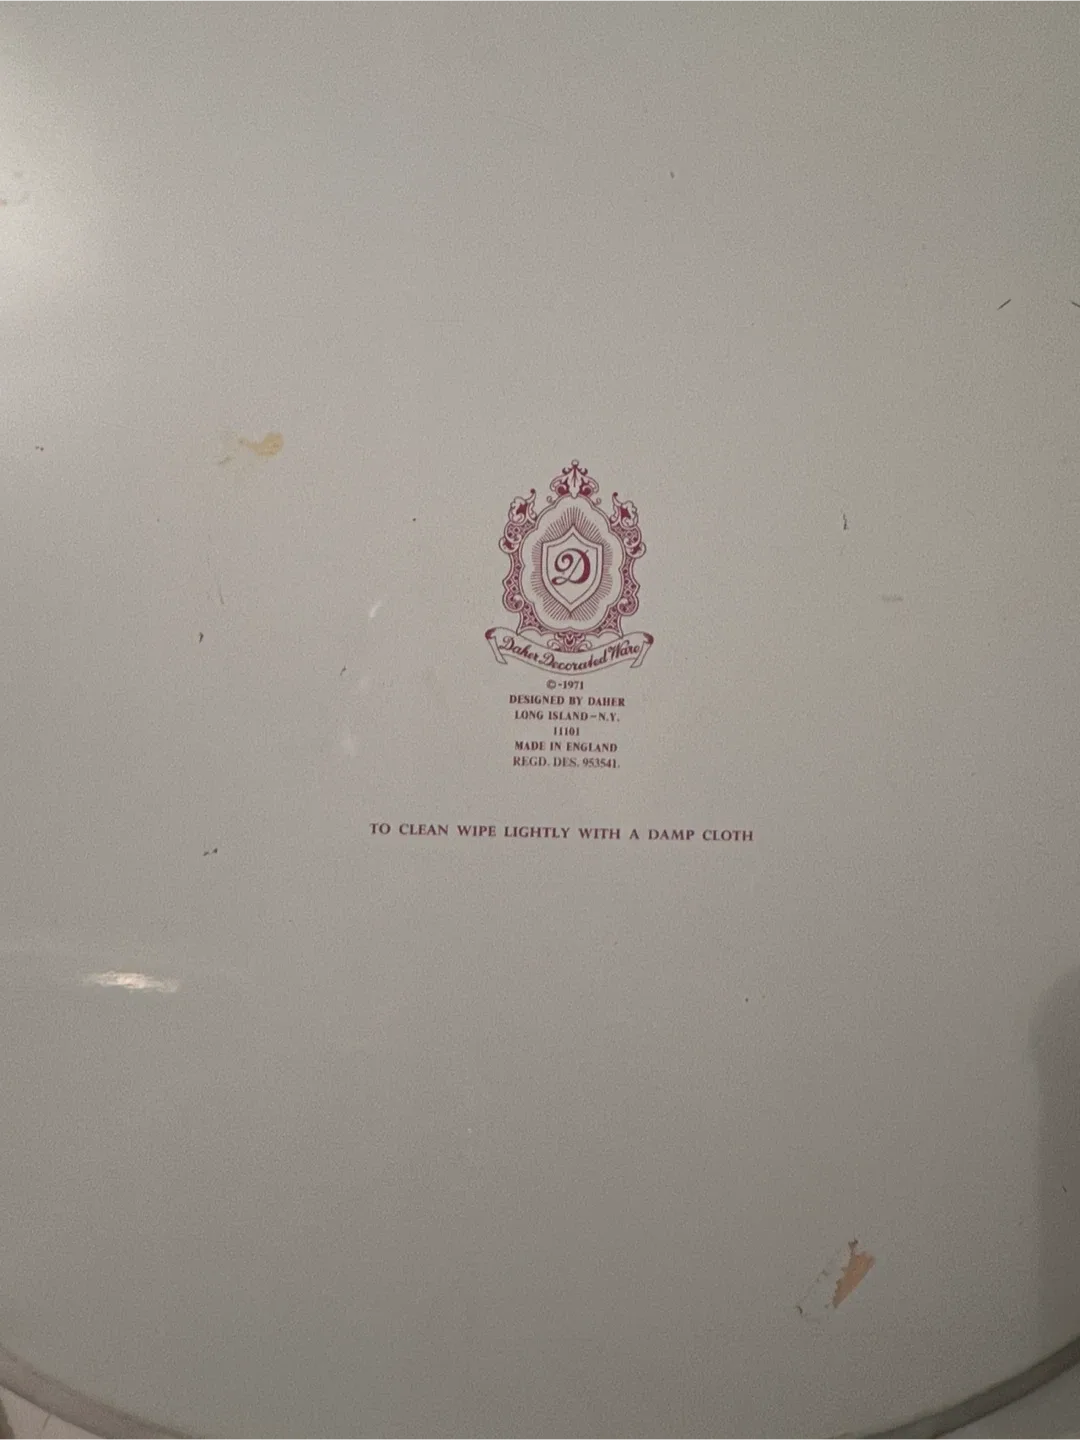 D
Daher Decorated Ware
©-1971
DESIGNED BY DAHER
LONG ISLAND-N.Y.
11101
MADE IN ENGLAND
REGD. DES. 953541.
TO CLEAN WIPE LIGHTLY WITH A DAMP CLOTH